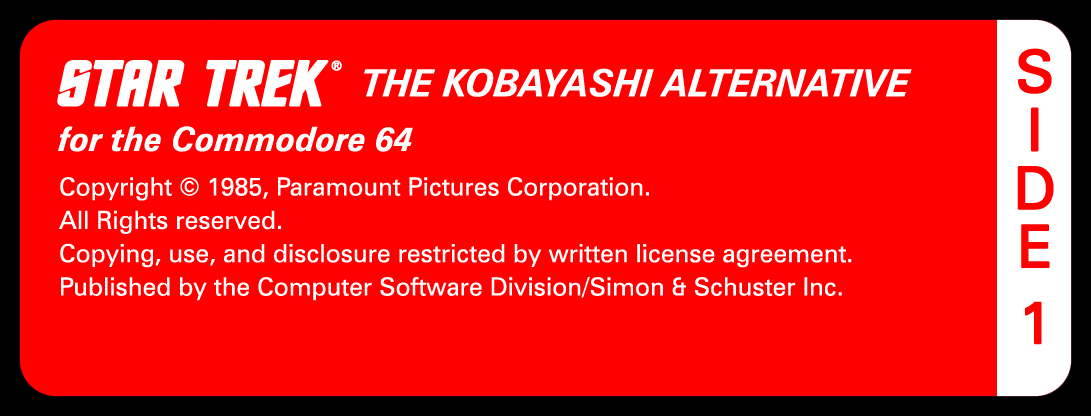 STAR TREK® THE KOBAYASHI ALTERNATIVE
for the Commodore 64
Copyright © 1985, Paramount Pictures Corporation.
All Rights reserved.
Copying, use, and disclosure restricted by written license agreement.
Published by the Computer Software Division/Simon & Schuster Inc.
SIDE 1